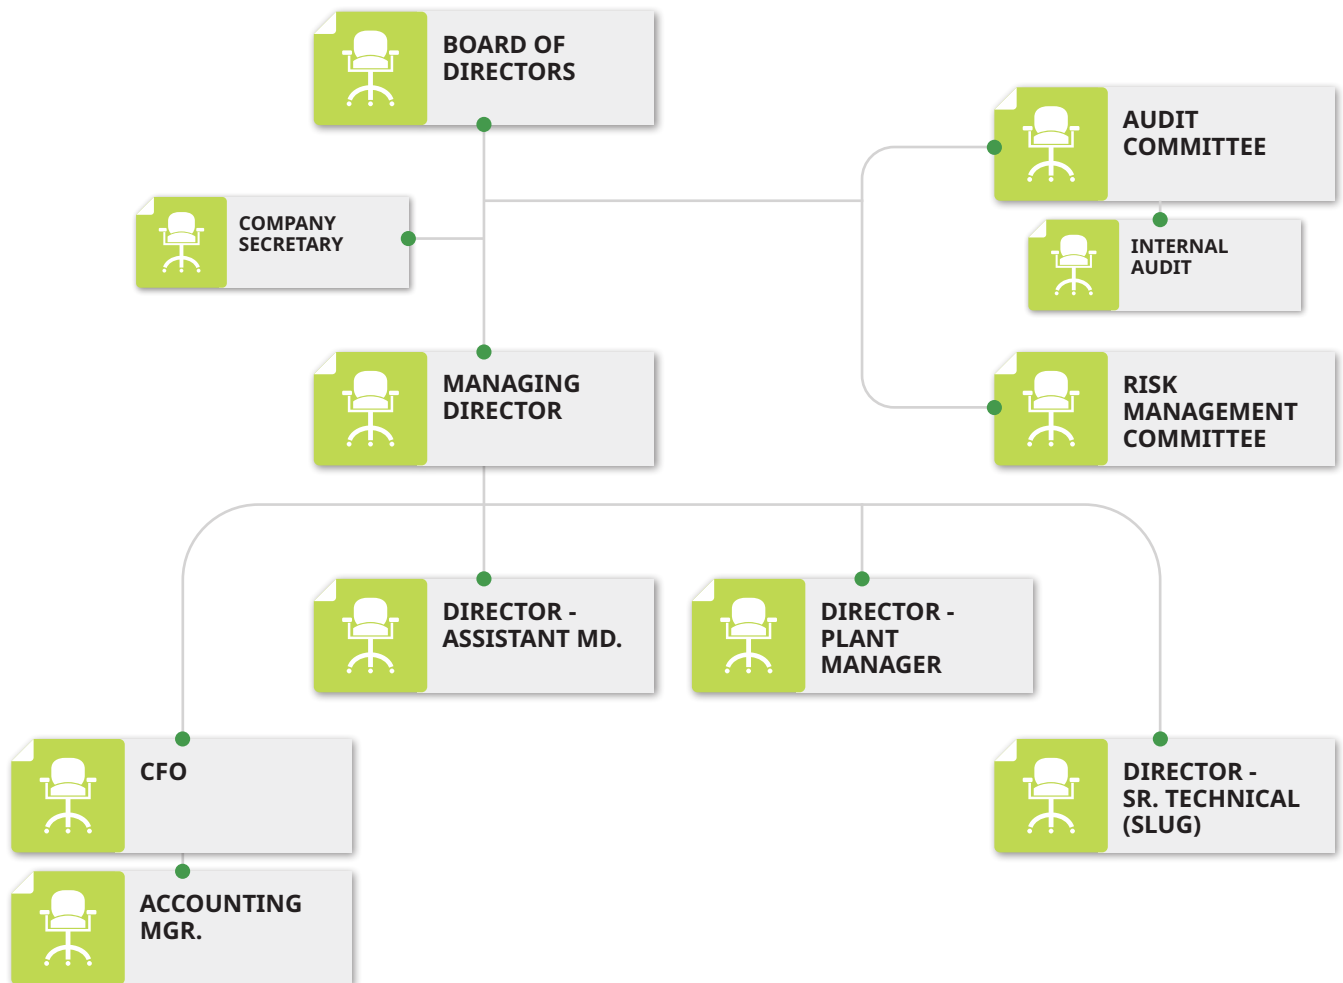 BOARD OF
DIRECTORS
AUDIT
COMMITTEE
COMPANY
SECRETARY
INTERNAL
AUDIT
MANAGING
DIRECTOR
RISK
MANAGEMENT
COMMITTEE
DIRECTOR -
ASSISTANT MD.
DIRECTOR -
PLANT
MANAGER
CFO
DIRECTOR -
SR. TECHNICAL
(SLUG)
ACCOUNTING
MGR.